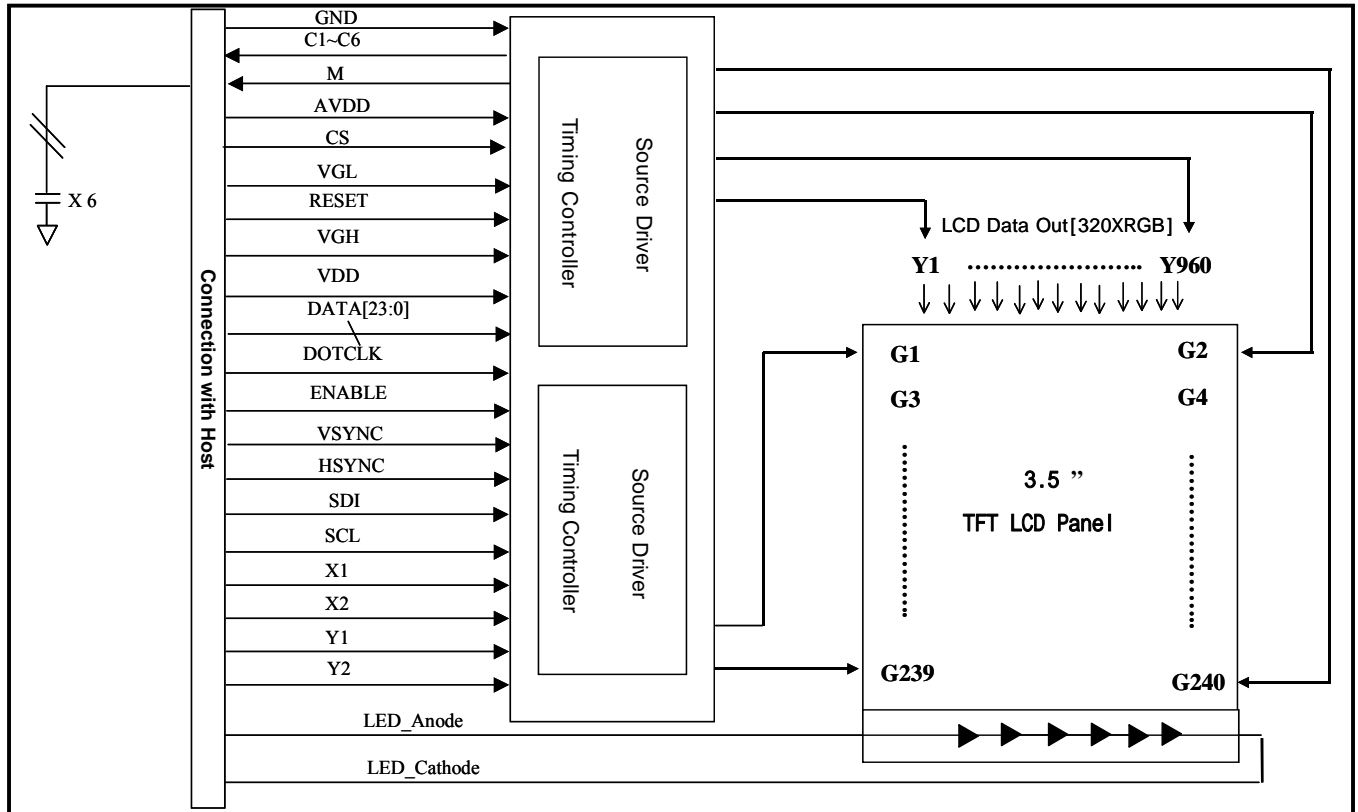 GND
C1~C6
M
AVDD
CS
VGL
RESET
VGH
VDD
DATA[23:0]
DOTCLK
ENABLE
VSYNC
HSYNC
SDI
SCL
X1
X2
Y1
Y2
LED_Anode
LED_Cathode
X 6
Connection with Host
Timing Controller
Source Driver
Timing Controller
Source Driver
LCD Data Out[320XRGB]
Y1 ........................ Y960
G1 G2
G3 G4
3.5 ”
TFT LCD Panel
G239 G240